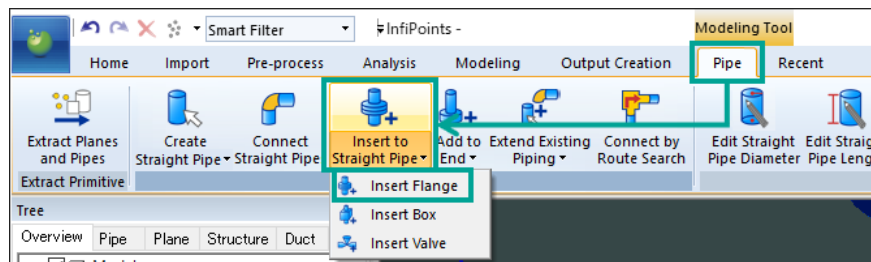 Smart Filter
InfiPoints -
Modeling Tool
Home Import Pre-process Analysis Modeling Output Creation Pipe Recent
Extract Planes
and Pipes
Create
Straight Pipe
Connect
Straight Pipe
Insert to
Straight Pipe
Add to
End
Extend Existing
Piping
Connect by
Route Search
Edit Straight
Pipe Diameter
Edit Straig
Pipe Leng
Extract Primitive
Insert Flange
Insert Box
Insert Valve
Tree
Overview Pipe Plane Structure Duct